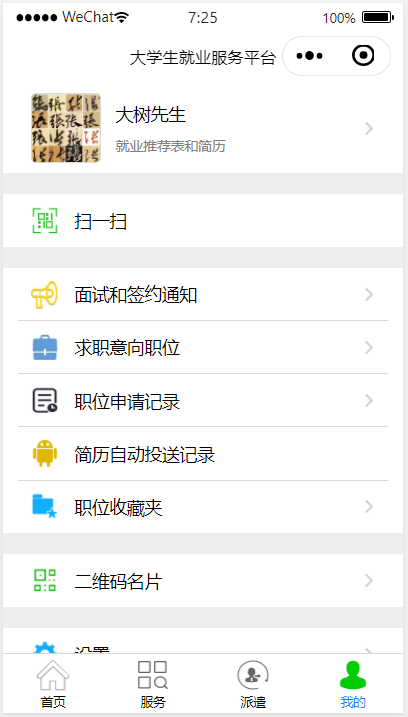 WeChat 7:25 100%
大学生就业服务平台
大树先生
就业推荐表和简历
扫一扫
面试和签约通知
求职意向职位
职位申请记录
简历自动投送记录
职位收藏夹
二维码名片
设置
首页 服务 派遣 我的